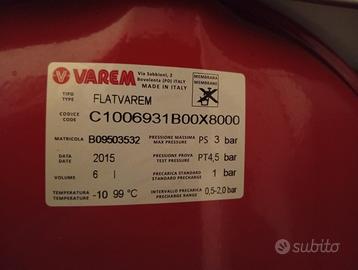 VAREM
Via Sabbioni, 2
Bovolenta (PD) ITALY
MADE IN ITALY
MEMBRANA
MEMBRANE
TIPO
TYPE
FLATVAREM
CODICE
CODE
C1006931B00X8000
MATRICOLA
B09503532
PRESSIONE MASSIMA
MAX PRESSURE
PS 3 bar
DATA
DATE
2015
PRESSIONE PROVA
TEST PRESSURE
PT4,5 bar
VOLUME
6 l
PRECARICA STANDARD
PRECHARGE STANDARD
1 bar
TEMPERATURA
TEMPERATURE
-10 99 °C
INTERVALLO PRECARICA
PRECHARGE RANGE
0,5-2,0 bar
subito